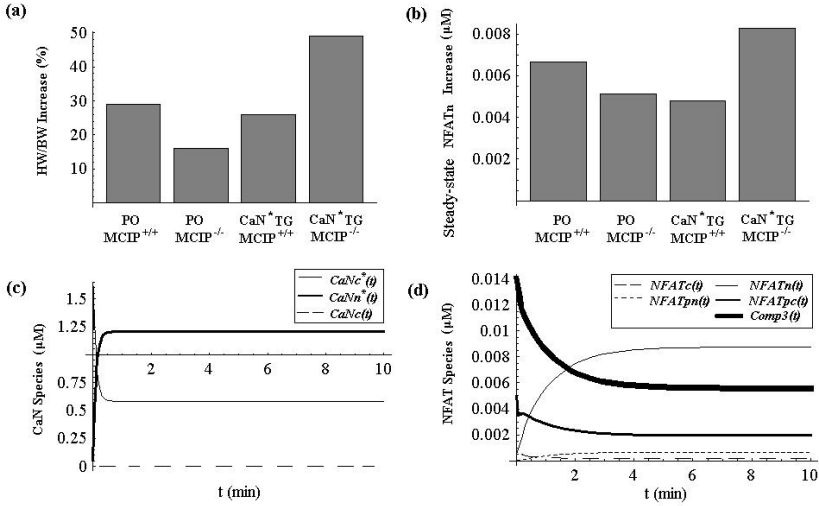 (a)
HW/BW Increase (%)
50
40
30
20
10
PO
MCIP+/+
PO
MCIP-/-
CaN*TG
MCIP+/+
CaN*TG
MCIP-/-
(b)
Steady-state NFATn Increase (μM)
0.008
0.006
0.004
0.002
PO
MCIP+/+
PO
MCIP-/-
CaN*TG
MCIP+/+
CaN*TG
MCIP-/-
(c)
CaNc*(t)
CaNn*(t)
CaNc(t)
CaN Species (μM)
1.5
1.25
0.75
0.5
0.25
0
2
4
6
8
10
t (min)
(d)
NFATc(t)
NFATn(t)
NFATpn(t)
NFATpc(t)
Comp3(t)
NFAT Species (μM)
0.014
0.012
0.01
0.008
0.006
0.004
0.002
2
4
6
8
10
t (min)